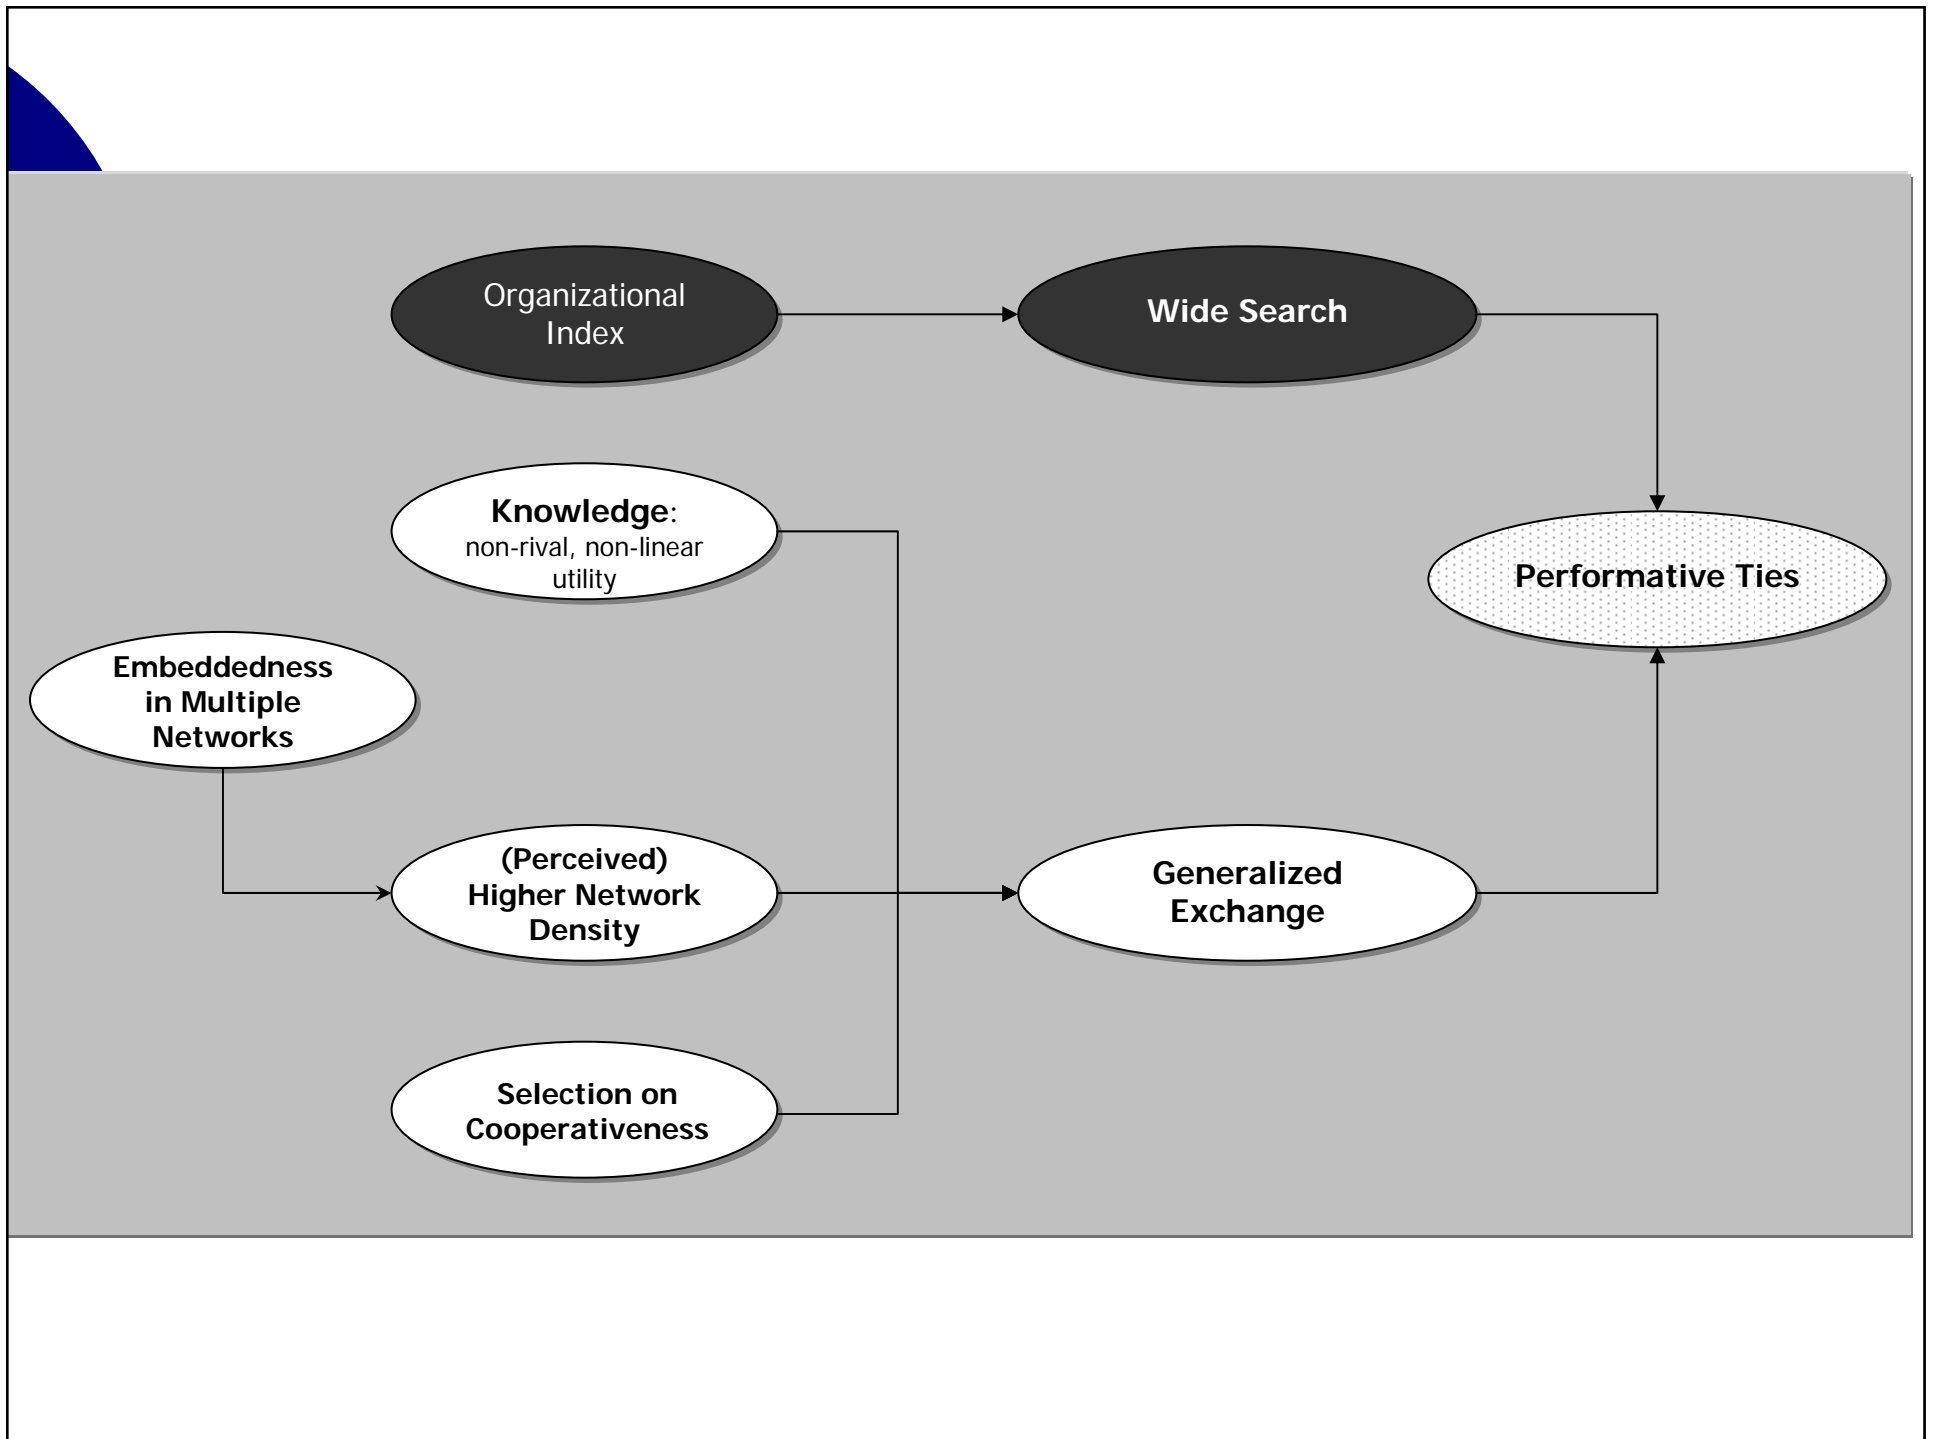 Organizational
Index
Wide Search
Knowledge:
non-rival, non-linear
utility
Performative Ties
Embeddedness
in Multiple
Networks
(Perceived)
Higher Network
Density
Generalized
Exchange
Selection on
Cooperativeness